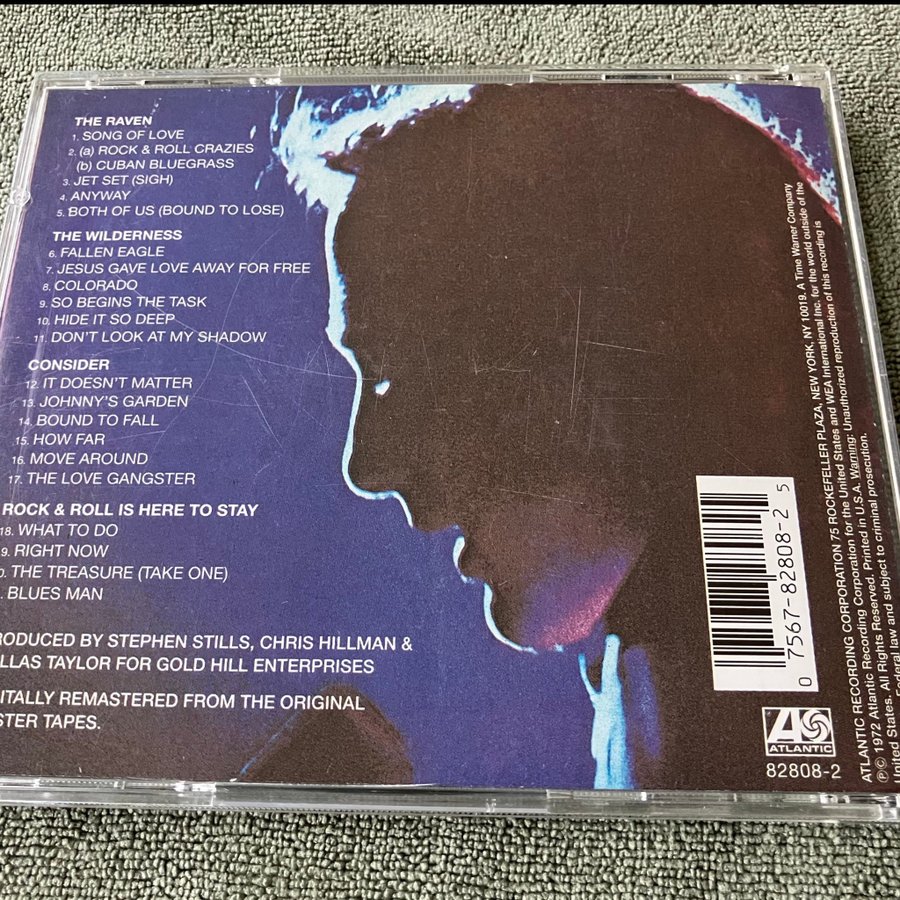 THE RAVEN
1. SONG OF LOVE
2. (a) ROCK & ROLL CRAZIES
(b) CUBAN BLUEGRASS
3. JET SET (SIGH)
4. ANYWAY
5. BOTH OF US (BOUND TO LOSE)
THE WILDERNESS
6. FALLEN EAGLE
7. JESUS GAVE LOVE AWAY FOR FREE
8. COLORADO
9. SO BEGINS THE TASK
10. HIDE IT SO DEEP
11. DON'T LOOK AT MY SHADOW
CONSIDER
12. IT DOESN'T MATTER
13. JOHNNY'S GARDEN
14. BOUND TO FALL
15. HOW FAR
16. MOVE AROUND
17. THE LOVE GANGSTER
ROCK & ROLL IS HERE TO STAY
18. WHAT TO DO
9. RIGHT NOW
0. THE TREASURE (TAKE ONE)
. BLUES MAN
RODUCED BY STEPHEN STILLS, CHRIS HILLMAN &
LLAS TAYLOR FOR GOLD HILL ENTERPRISES
ITALLY REMASTERED FROM THE ORIGINAL
STER TAPES.
0 7567-82808-2 5
ATLANTIC
82808-2
ATLANTIC RECORDING CORPORATION 75 ROCKEFELLER PLAZA, NEW YORK, NY 10019. A Time Warner Company
℗© 1972 Atlantic Recording Corporation for the United States and WEA International Inc. for the world outside of the
United States. All Rights Reserved. Printed in U.S.A. Warning: Unauthorized reproduction of this recording is
Federal law and subject to criminal prosecution.